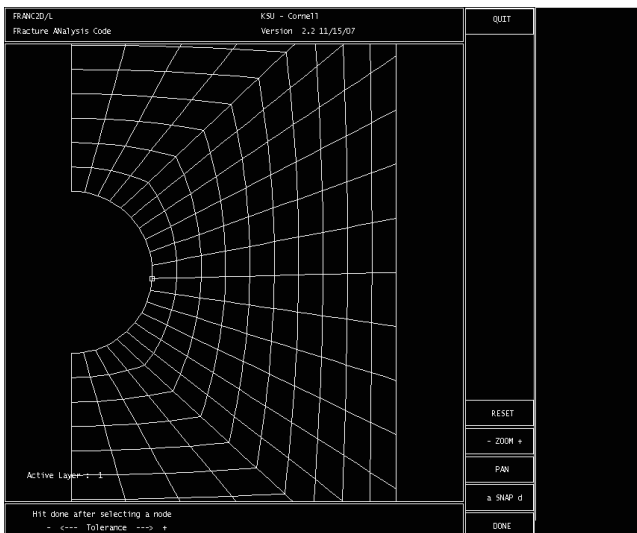 FRANC2D/L
FRacture ANalysis Code
KSU - Cornell
Version 2.2 11/15/07
QUIT
RESET
- ZOOM +
PAN
a SNAP d
DONE
Active Layer : 1
Hit done after selecting a node
- <--- Tolerance ---> +